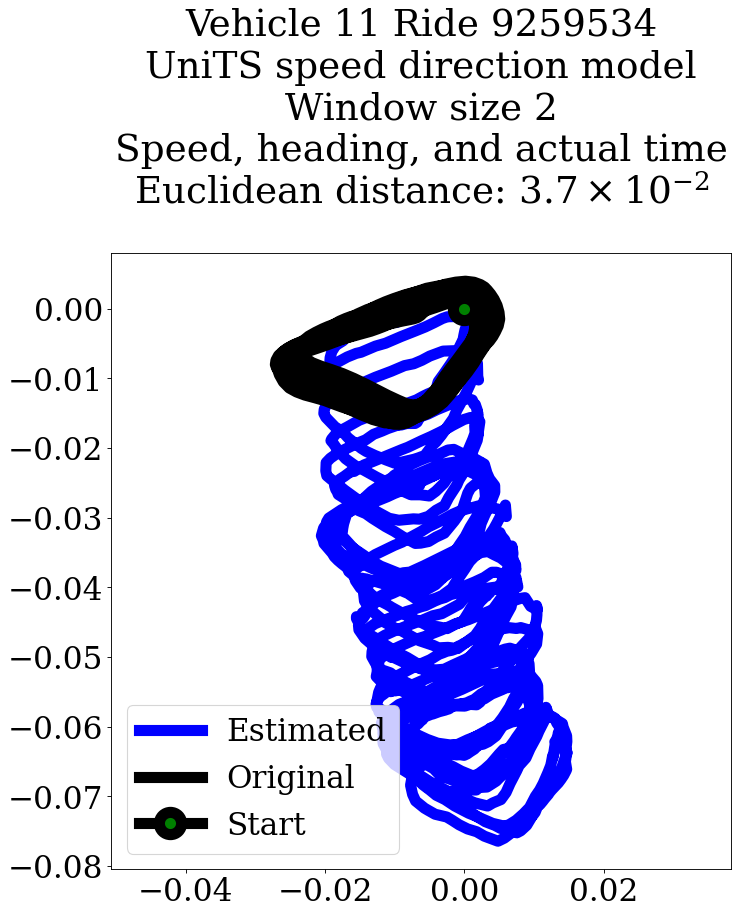 Vehicle 11 Ride 9259534
UniTS speed direction model
Window size 2
Speed, heading, and actual time
Euclidean distance: 3.7 × 10⁻²
0.00
−0.01
−0.02
−0.03
−0.04
−0.05
−0.06
−0.07
−0.08
Estimated
Original
Start
−0.04 −0.02 0.00 0.02